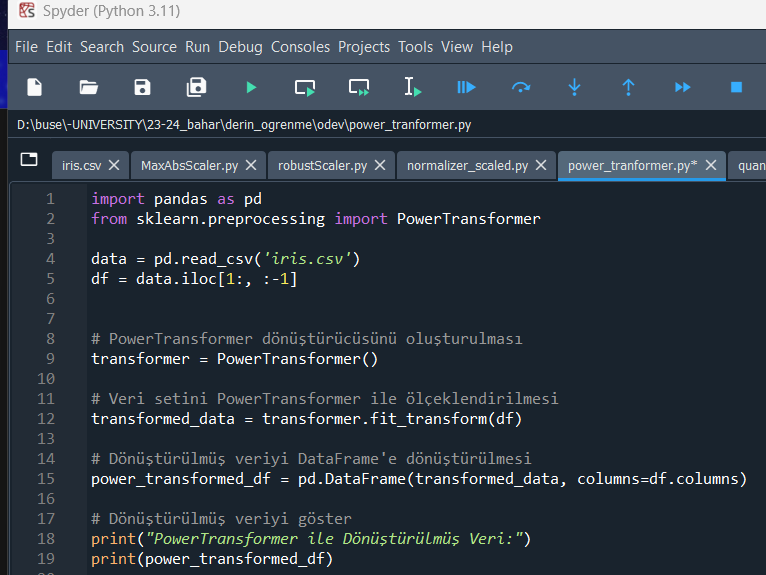 Spyder (Python 3.11)
File Edit Search Source Run Debug Consoles Projects Tools View Help
D:\buse\-UNIVERSITY\23-24_bahar\derin_ogrenme\odev\power_tranformer.py
iris.csv MaxAbsScaler.py robustScaler.py normalizer_scaled.py power_tranformer.py* quan
1 import pandas as pd
2 from sklearn.preprocessing import PowerTransformer
3
4 data = pd.read_csv('iris.csv')
5 df = data.iloc[1:, :-1]
6
7
8 # PowerTransformer dönüştürücüsünü oluşturulması
9 transformer = PowerTransformer()
10
11 # Veri setini PowerTransformer ile ölçeklendirilmesi
12 transformed_data = transformer.fit_transform(df)
13
14 # Dönüştürülmüş veriyi DataFrame'e dönüştürülmesi
15 power_transformed_df = pd.DataFrame(transformed_data, columns=df.columns)
16
17 # Dönüştürülmüş veriyi göster
18 print("PowerTransformer ile Dönüştürülmüş Veri:")
19 print(power_transformed_df)